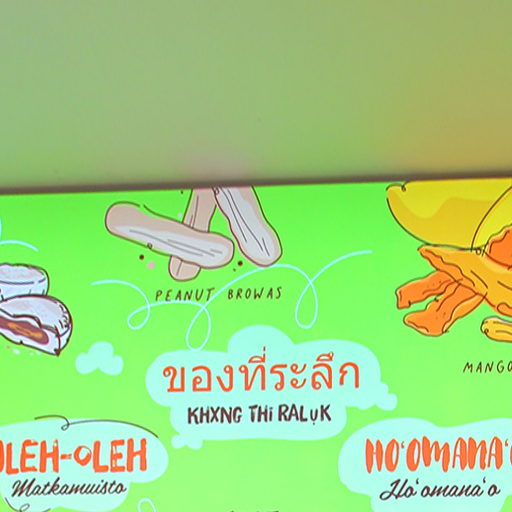 PEANUT BROWAS
MANGO
ของที่ระลึก
KHXNG THI RALụK
OLEH-OLEH
Matkamuisto
HO'OMANA'
Ho'omana'o